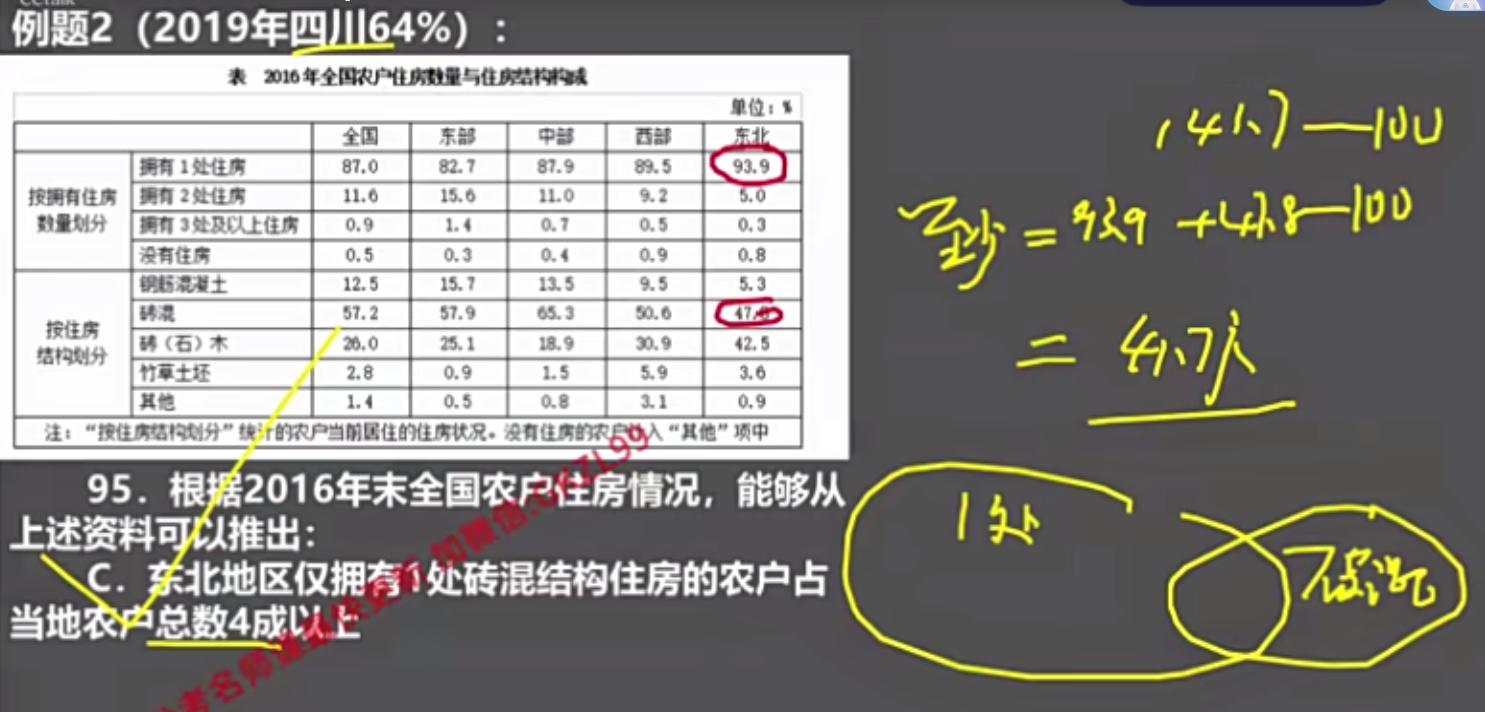 例题2（2019年四川64%）：
表 2016年全国农户住房数量与住房结构构成
单位：%
全国 东部 中部 西部 东北
按拥有住房数量划分
拥有1处住房 87.0 82.7 87.9 89.5 93.9
拥有2处住房 11.6 15.6 11.0 9.2 5.0
拥有3处及以上住房 0.9 1.4 0.7 0.5 0.3
没有住房 0.5 0.3 0.4 0.9 0.8
按住房结构划分
钢筋混凝土 12.5 15.7 13.5 9.5 5.3
砖混 57.2 57.9 65.3 50.6 47.8
砖（石）木 26.0 25.1 18.9 30.9 42.5
竹草土坯 2.8 0.9 1.5 5.9 3.6
其他 1.4 0.5 0.8 3.1 0.9
注：“按住房结构划分”统计的农户当前居住的住房状况。没有住房的农户计入“其他”项中
95．根据2016年末全国农户住房情况，能够从
上述资料可以推出：
C．东北地区仅拥有1处砖混结构住房的农户占
当地农户总数4成以上
141.7—100
至少=93.9+47.8—100
=41.7人
1处
加微信:GKZL99